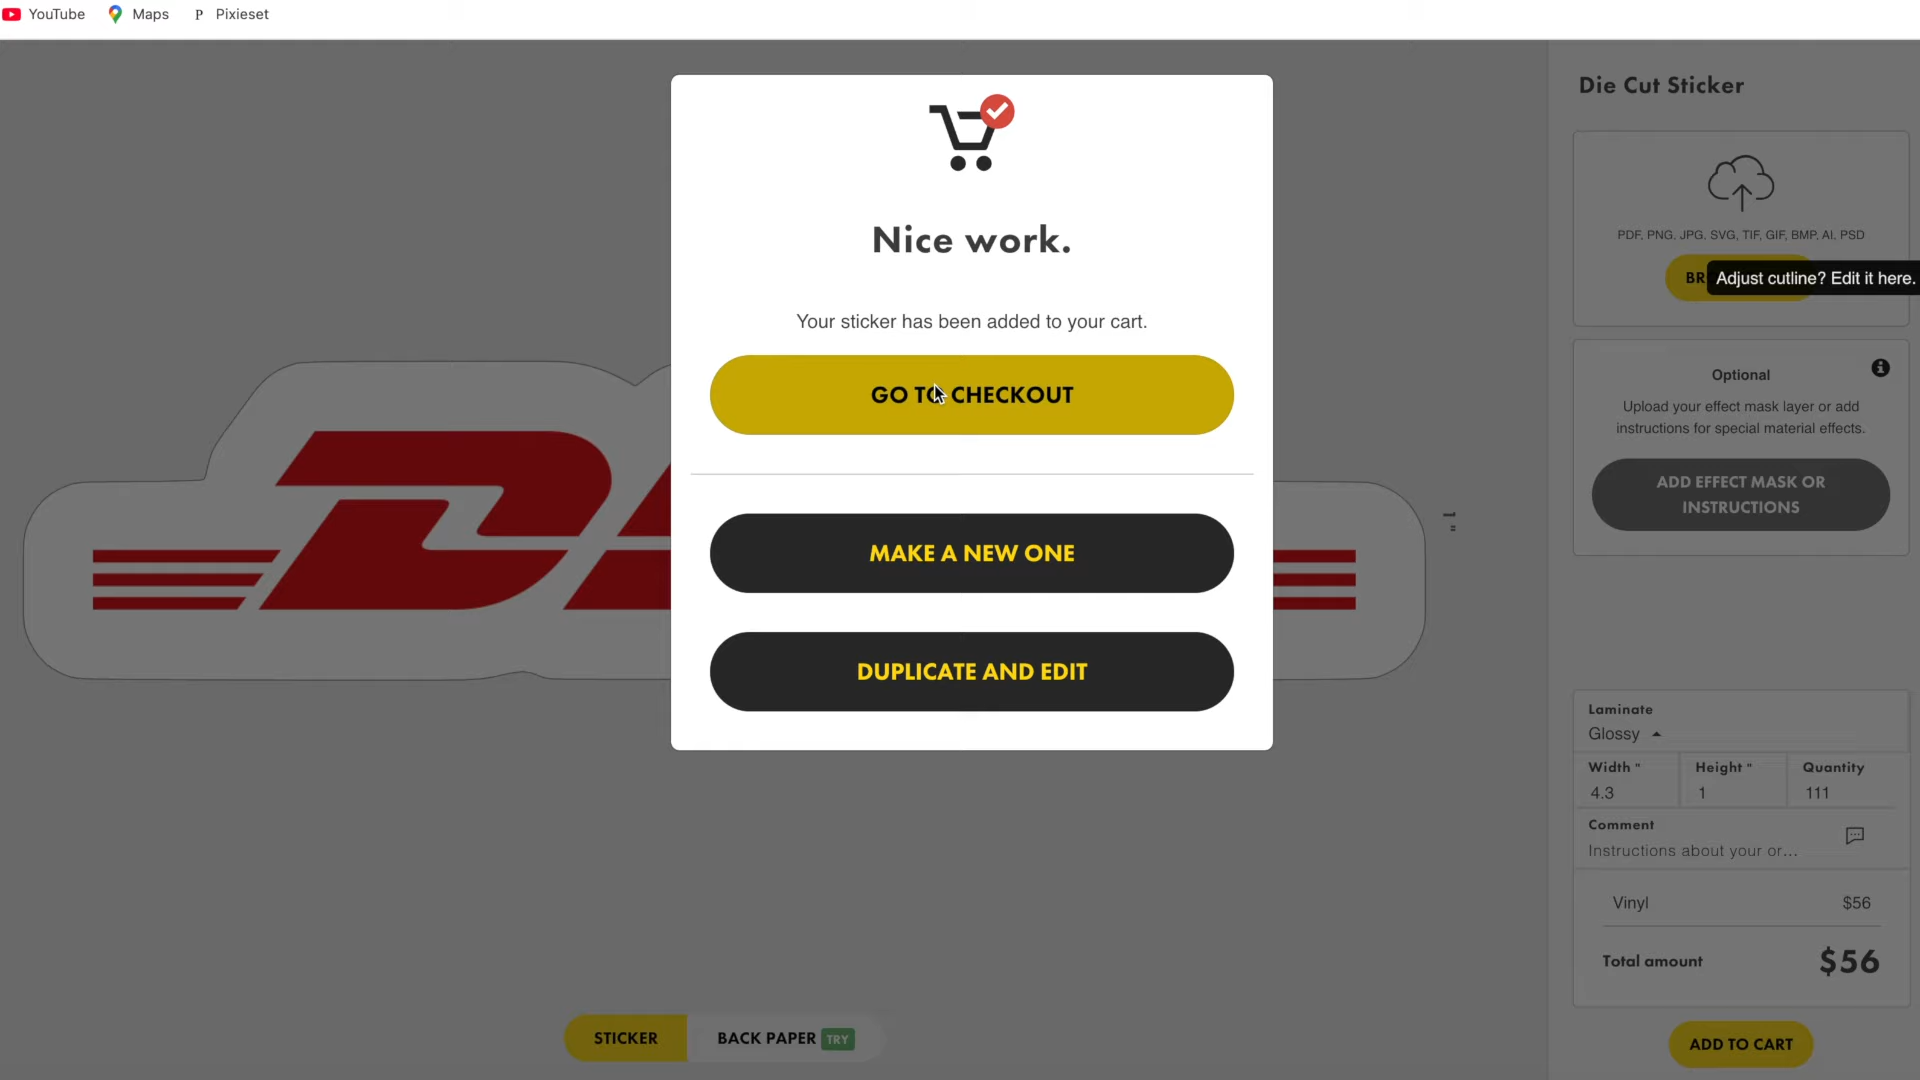 YouTube
Maps
P Pixieset
Die Cut Sticker
PDF, PNG, JPG, SVG, TIF, GIF, BMP, AI, PSD
BR
Adjust cutline? Edit it here.
Optional
Upload your effect mask layer or add
instructions for special material effects.
ADD EFFECT MASK OR
INSTRUCTIONS
Nice work.
Your sticker has been added to your cart.
GO TO CHECKOUT
MAKE A NEW ONE
DUPLICATE AND EDIT
D
1 "
Laminate
Glossy
Width "
4.3
Height "
1
Quantity
111
Comment
Instructions about your or...
Vinyl
$56
Total amount
$56
ADD TO CART
STICKER
BACK PAPER TRY